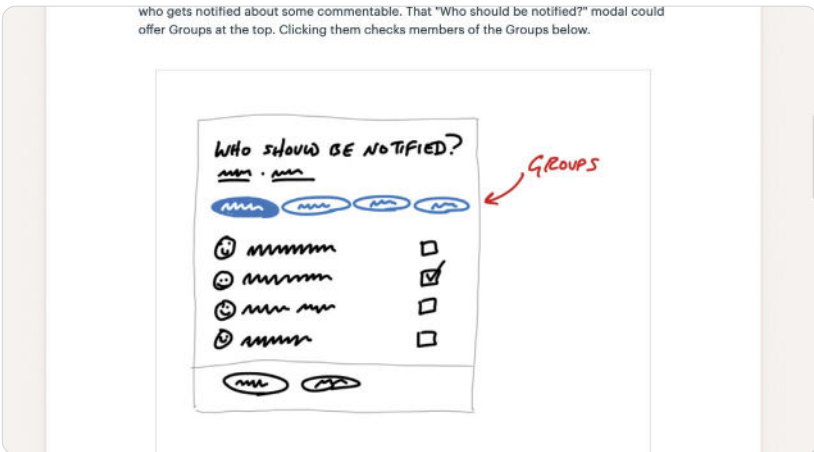 who gets notified about some commentable. That "Who should be notified?" modal could
offer Groups at the top. Clicking them checks members of the Groups below.
WHO SHOULD BE NOTIFIED?
GROUPS